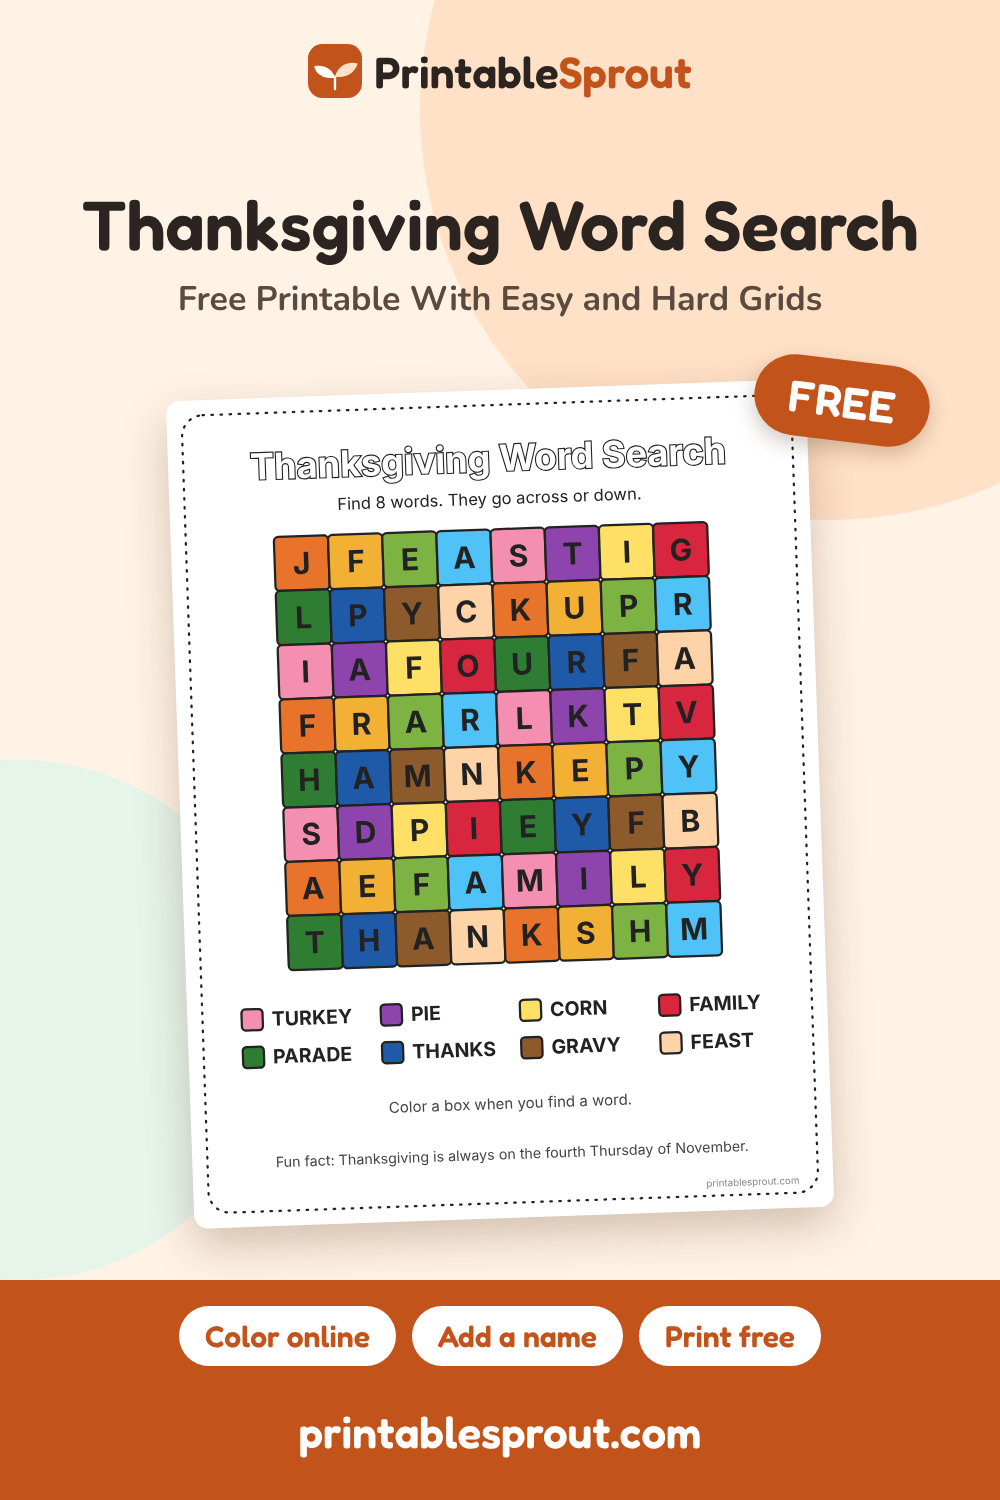 PrintableSprout
Thanksgiving Word Search
Free Printable With Easy and Hard Grids
FREE
Thanksgiving Word Search
Find 8 words. They go across or down.
J F E A S T I G
L P Y C K U P R
I A F O U R F A
F R A R L K T V
H A M N K E P Y
S D P I E Y F B
A E F A M I L Y
T H A N K S H M
TURKEY PIE CORN FAMILY
PARADE THANKS GRAVY FEAST
Color a box when you find a word.
Fun fact: Thanksgiving is always on the fourth Thursday of November.
printablesprout.com
Color online Add a name Print free
printablesprout.com